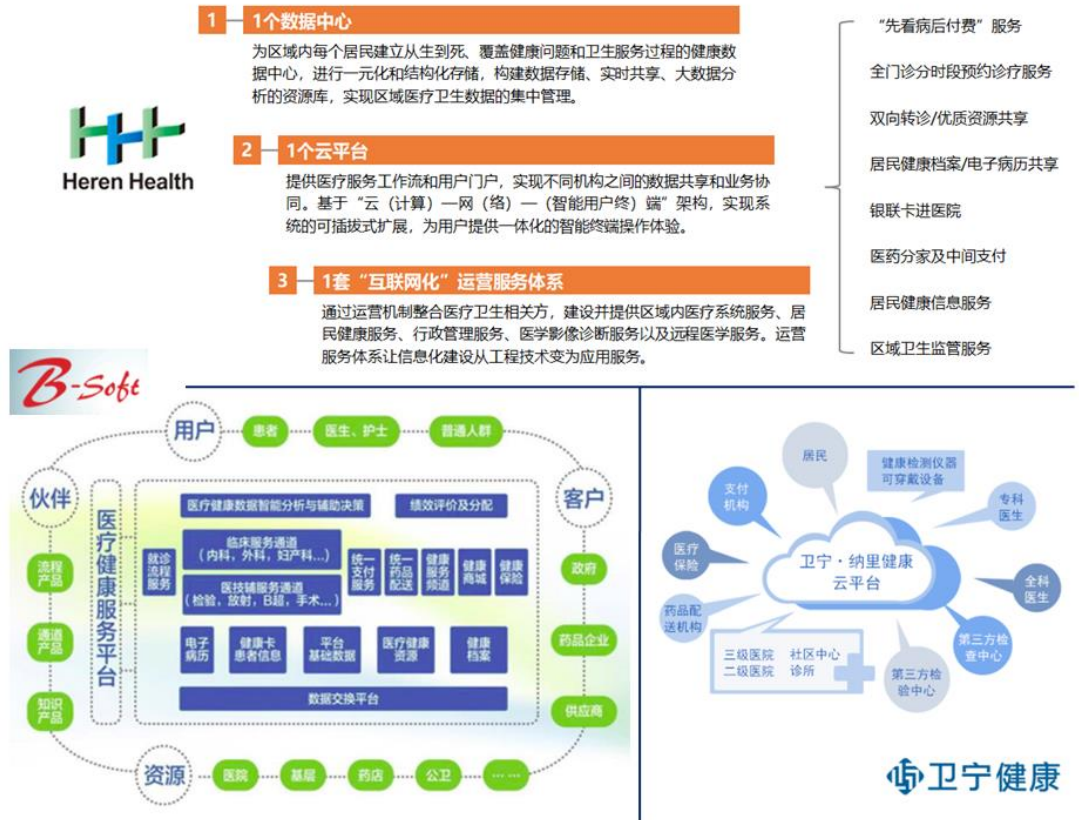 1
1个数据中心
为区域内每个居民建立从生到死、覆盖健康问题和卫生服务过程的健康数
据中心，进行一元化和结构化存储，构建数据存储、实时共享、大数据分
析的资源库，实现区域医疗卫生数据的集中管理。
Heren Health
2
1个云平台
提供医疗服务工作流和用户门户，实现不同机构之间的数据共享和业务协
同。基于“云（计算）—网（络）—（智能用户终）端”架构，实现系
统的可插拔式扩展，为用户提供一体化的智能终端操作体验。
3
1套“互联网化”运营服务体系
通过运营机制整合医疗卫生相关方，建设并提供区域内医疗系统服务、居
民健康服务、行政管理服务、医学影像诊断服务以及远程医学服务。运营
服务体系让信息化建设从工程技术变为应用服务。
“先看病后付费”服务
全门诊分时段预约诊疗服务
双向转诊/优质资源共享
居民健康档案/电子病历共享
银联卡进医院
医药分家及中间支付
居民健康信息服务
区域卫生监管服务
B-Soft
用户
患者
医生、护士
普通人群
伙伴
流程
产品
通道
产品
知识
产品
医疗健康服务平台
医疗健康数据智能分析与辅助决策
绩效评价及分配
就诊
流程
服务
临床服务通道
（内科，外科，妇产科...）
医技辅服务通道
（检验，放射，B超，手术...）
统一
支付
服务
统一
药品
配送
健康
服务
频道
健康
商城
健康
保险
电子
病历
健康卡
患者信息
平台
基础数据
医疗健康
资源
健康
档案
数据交换平台
客户
政府
药品企业
供应商
资源
医院
基层
药店
公卫
... ...
居民
健康检测仪器
可穿戴设备
支付
机构
专科
医生
医疗
保险
卫宁·纳里健康
云平台
全科
医生
药品配
送机构
第三方检
查中心
三级医院 社区中心
二级医院 诊所
第三方检
验中心
卫宁健康